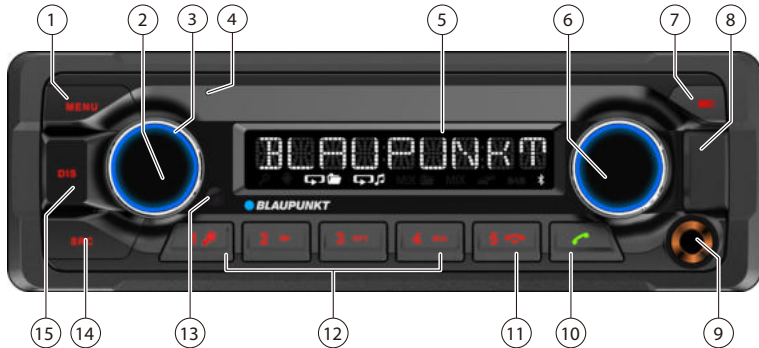 1 2 3 4 5 6 7 8
MENU
DIS
BLAUPUNKT
MIX MIX
BLAUPUNKT
SRC
1 2 3 4 5
15 14 13 12 11 10 9